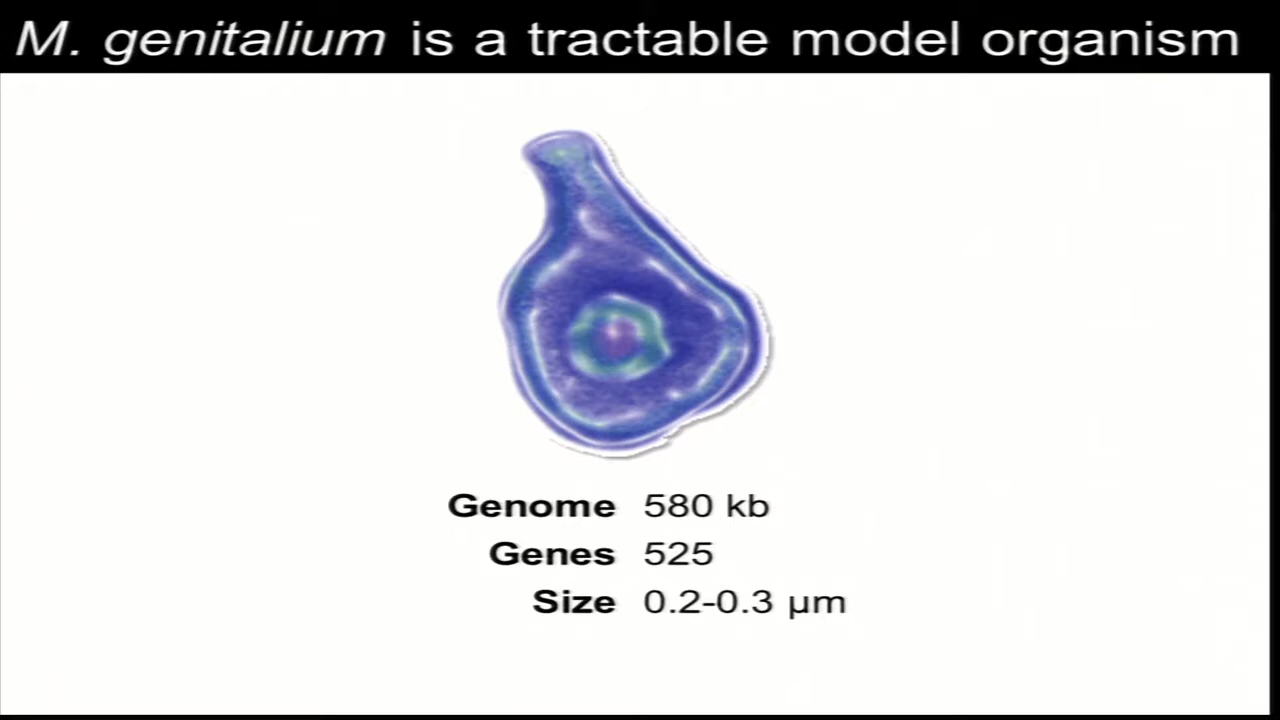 M. genitalium is a tractable model organism
Genome 580 kb
Genes 525
Size 0.2-0.3 µm